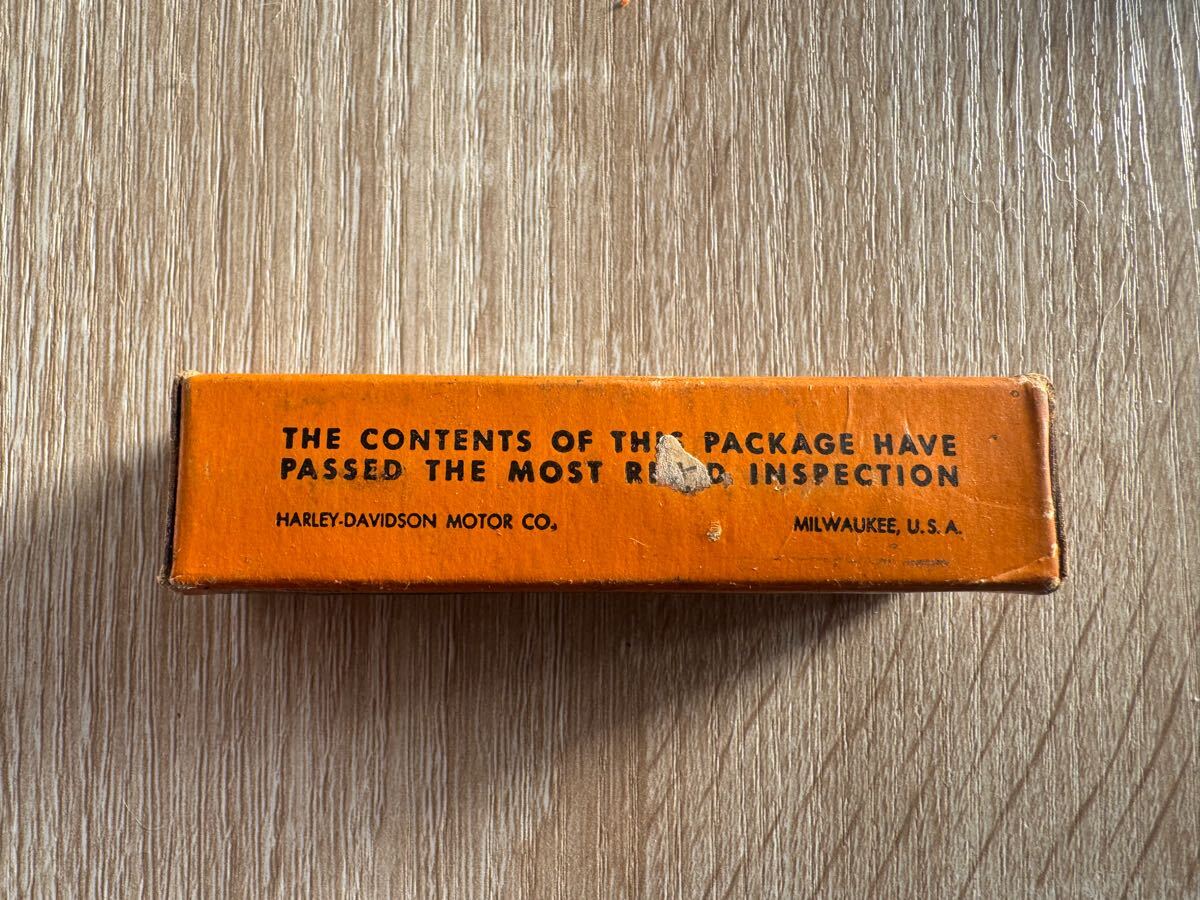 THE CONTENTS OF THIS PACKAGE HAVE
PASSED THE MOST INSPECTION
HARLEY-DAVIDSON MOTOR CO.,
MILWAUKEE, U.S.A.